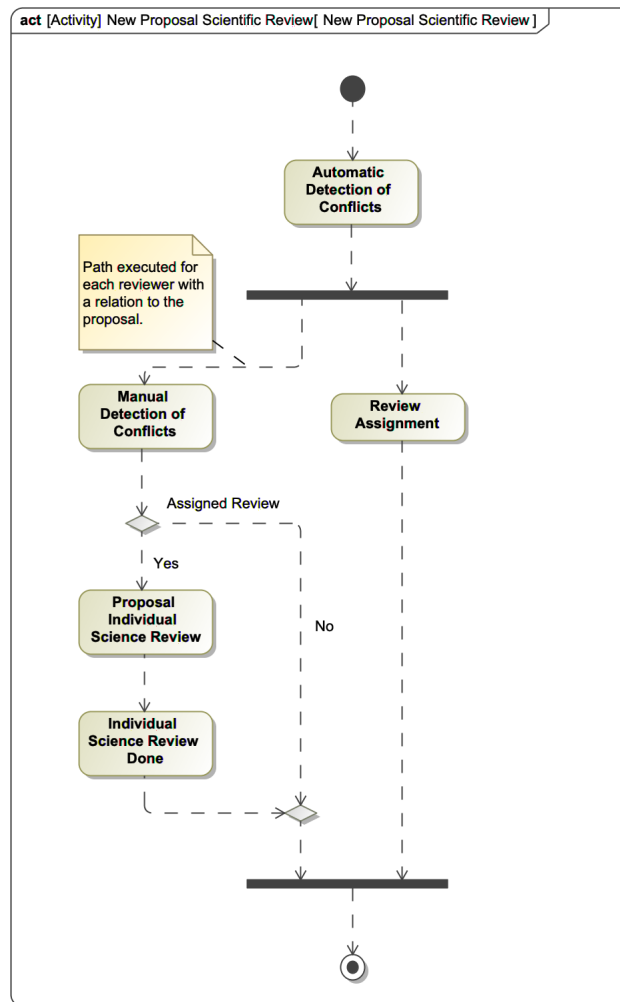 act [Activity] New Proposal Scientific Review[ New Proposal Scientific Review ]
Automatic
Detection of
Conflicts
Path executed for
each reviewer with
a relation to the
proposal.
Manual
Detection of
Conflicts
Review
Assignment
Assigned Review
Yes
Proposal
Individual
Science Review
No
Individual
Science Review
Done